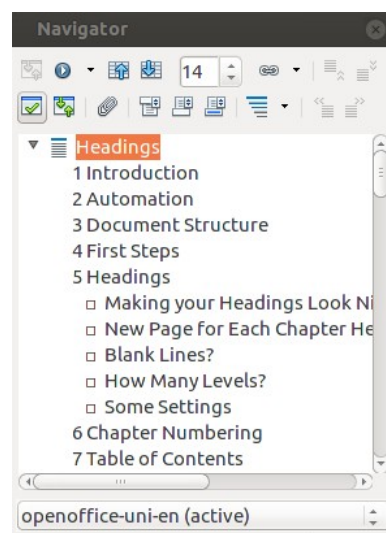 Navigator
14
Headings
1 Introduction
2 Automation
3 Document Structure
4 First Steps
5 Headings
Making your Headings Look Ni
New Page for Each Chapter He
Blank Lines?
How Many Levels?
Some Settings
6 Chapter Numbering
7 Table of Contents
openoffice-uni-en (active)